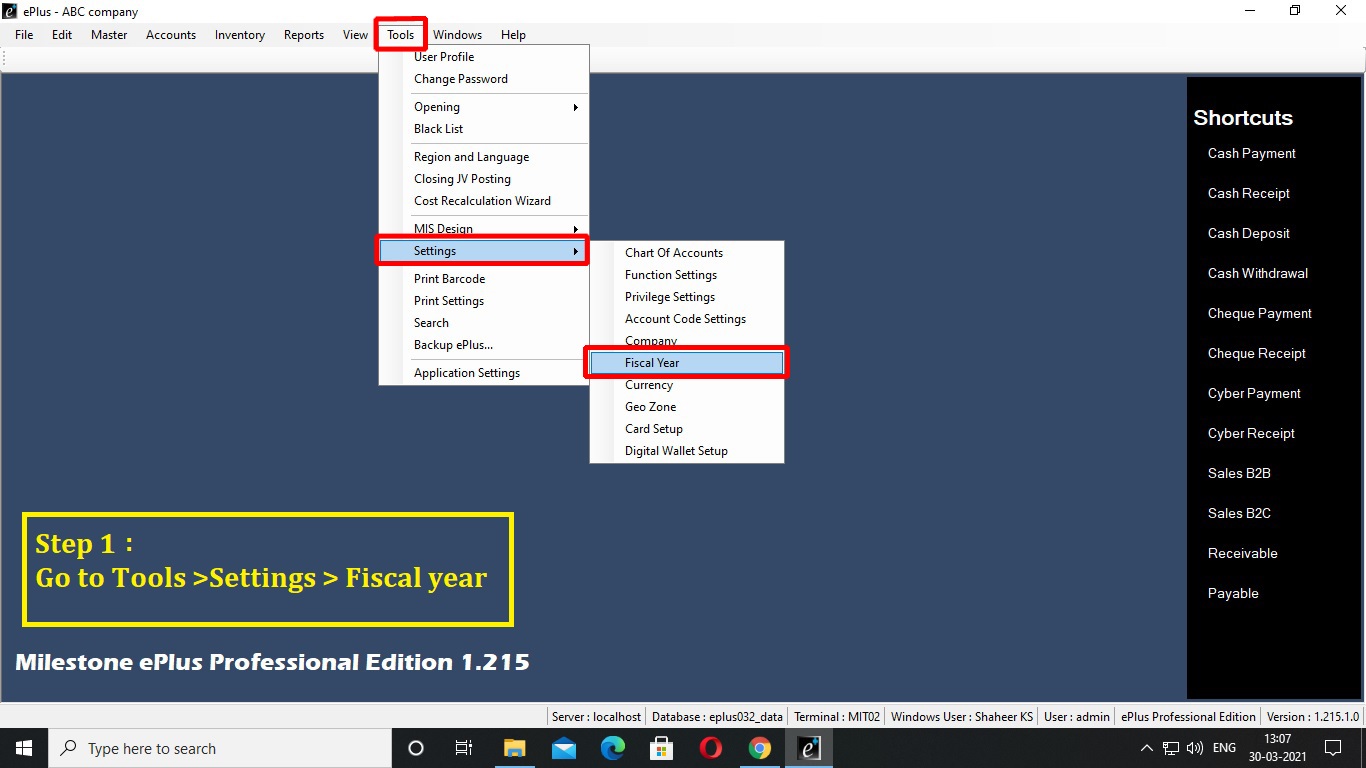 ePlus - ABC company
File Edit Master Accounts Inventory Reports View Tools Windows Help
User Profile
Change Password
Opening
Black List
Region and Language
Closing JV Posting
Cost Recalculation Wizard
MIS Design
Settings
Print Barcode
Print Settings
Search
Backup ePlus...
Application Settings
Chart Of Accounts
Function Settings
Privilege Settings
Account Code Settings
Company
Fiscal Year
Currency
Geo Zone
Card Setup
Digital Wallet Setup
Shortcuts
Cash Payment
Cash Receipt
Cash Deposit
Cash Withdrawal
Cheque Payment
Cheque Receipt
Cyber Payment
Cyber Receipt
Sales B2B
Sales B2C
Receivable
Payable
Step 1 :
Go to Tools >Settings > Fiscal year
Milestone ePlus Professional Edition 1.215
Server : localhost Database : eplus032_data Terminal : MIT02 Windows User : Shaheer KS User : admin ePlus Professional Edition Version : 1.215.1.0
Type here to search
ENG
13:07
30-03-2021